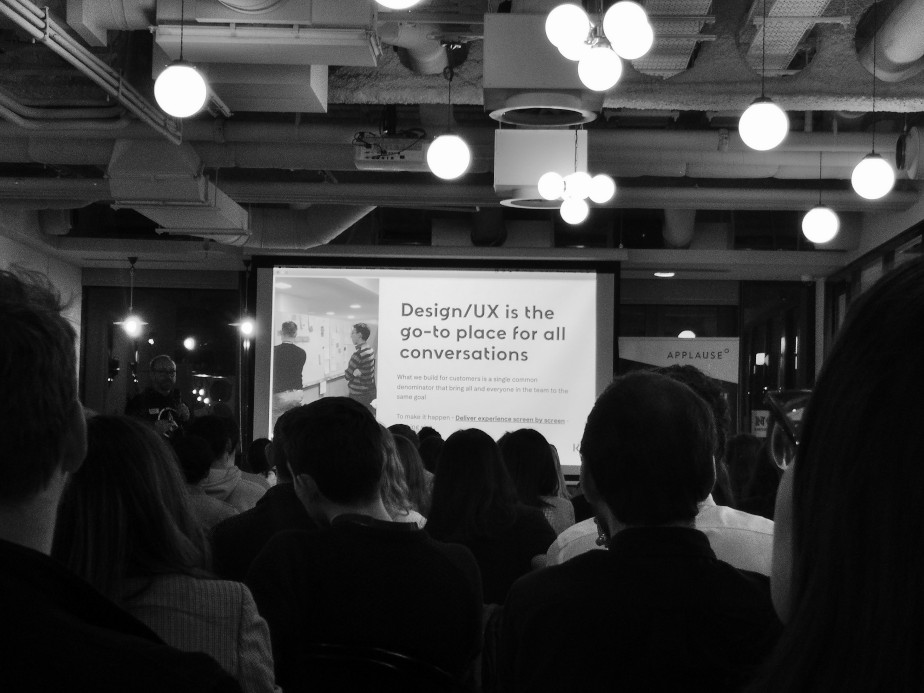 Design/UX is the
go-to place for all
conversations
What we build for customers is a single common
denominator that bring all and everyone in the team to the
same goal
To make it happen - Deliver experience screen by screen
APPLAUSE